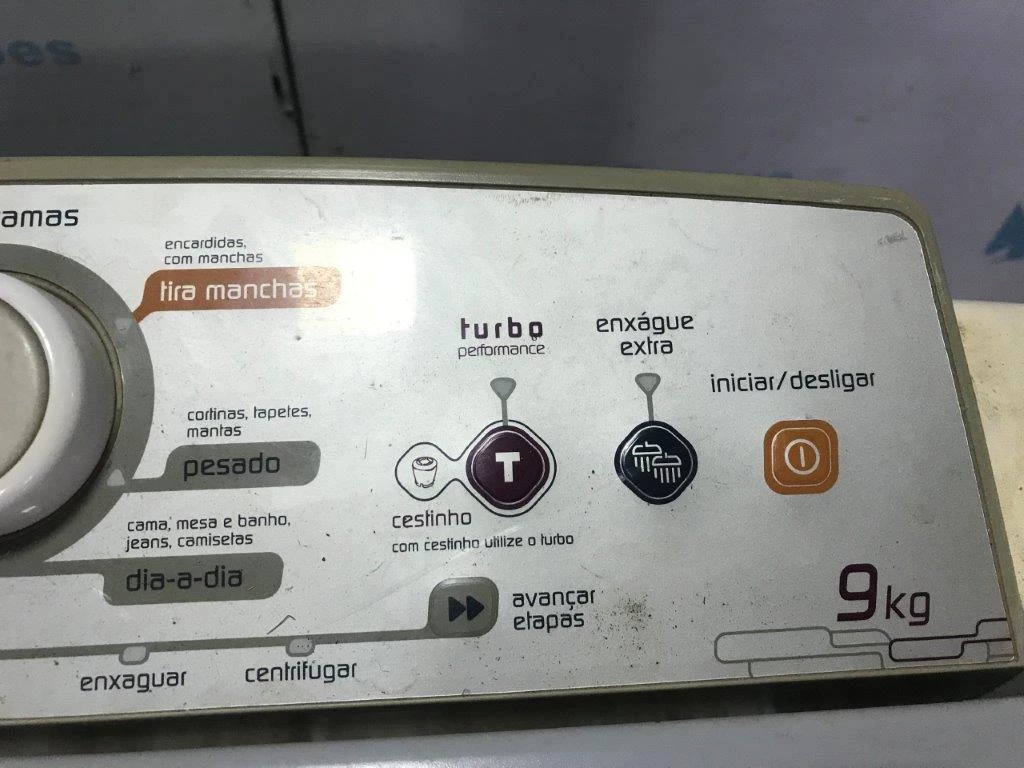 encardidas,
com manchas
tira manchas
turbo
performance
enxágue
extra
iniciar/desligar
cortinas, tapetes,
mantas
pesado
T
cestinho
com cestinho utilize o turbo
cama, mesa e banho,
jeans, camisetas
dia-a-dia
avançar
etapas
9kg
enxaguar
centrifugar